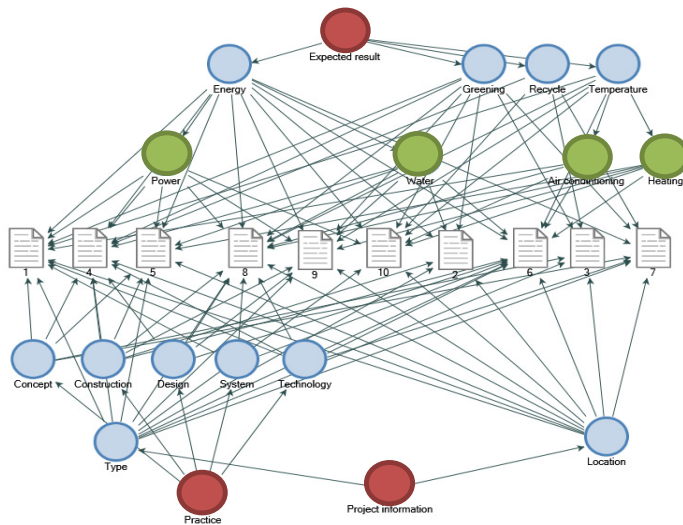 Expected result
Energy
Greening
Recycle
Temperature
Power
Water
Air conditioning
Heating
1
4
5
8
9
10
2
6
3
7
Concept
Construction
Design
System
Technology
Type
Location
Practice
Project information